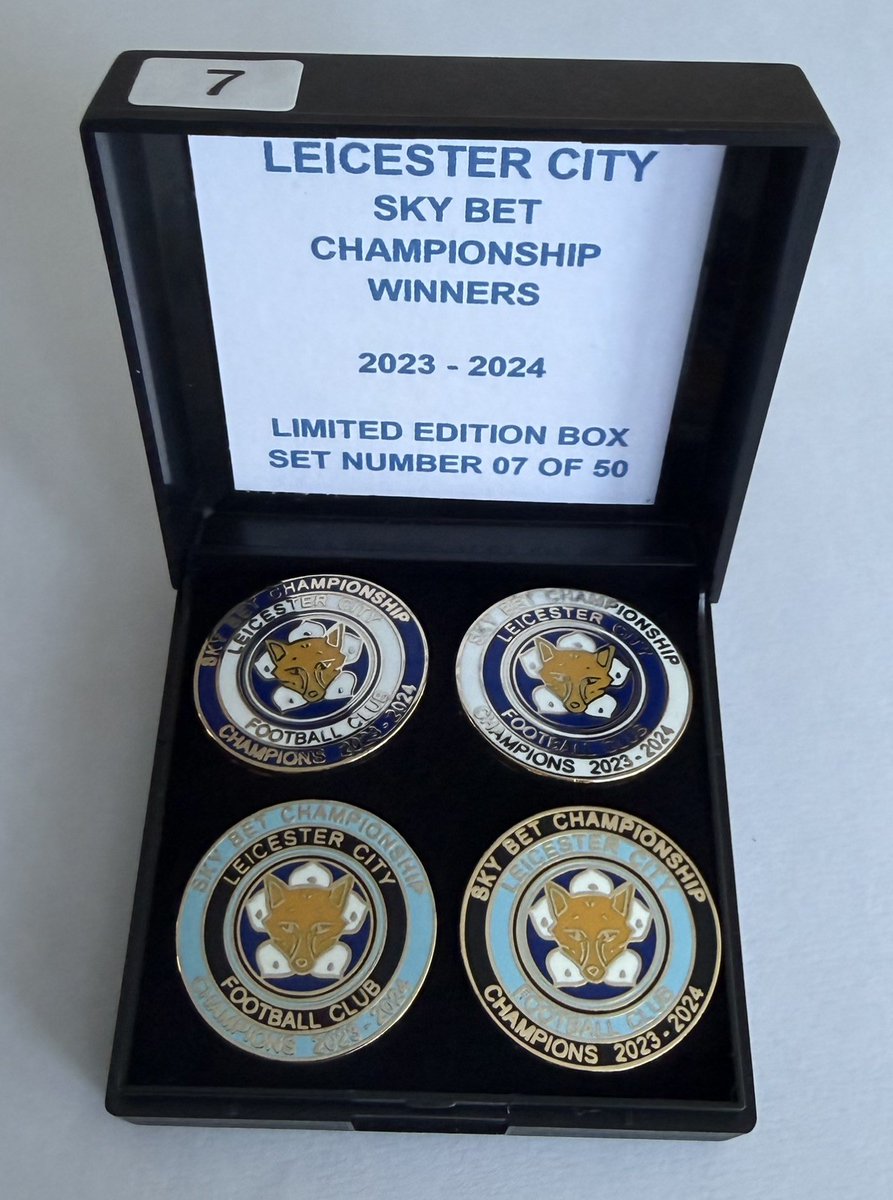 7
LEICESTER CITY
SKY BET
CHAMPIONSHIP
WINNERS
2023 - 2024
LIMITED EDITION BOX
SET NUMBER 07 OF 50
SKY BET CHAMPIONSHIP
LEICESTER CITY
FOOTBALL CLUB
CHAMPIONS 2023 - 2024
SKY BET CHAMPIONSHIP
LEICESTER CITY
FOOTBALL CLUB
CHAMPIONS 2023 - 2024
SKY BET CHAMPIONSHIP
LEICESTER CITY
FOOTBALL CLUB
CHAMPIONS 2023 - 2024
SKY BET CHAMPIONSHIP
LEICESTER CITY
FOOTBALL CLUB
CHAMPIONS 2023 - 2024